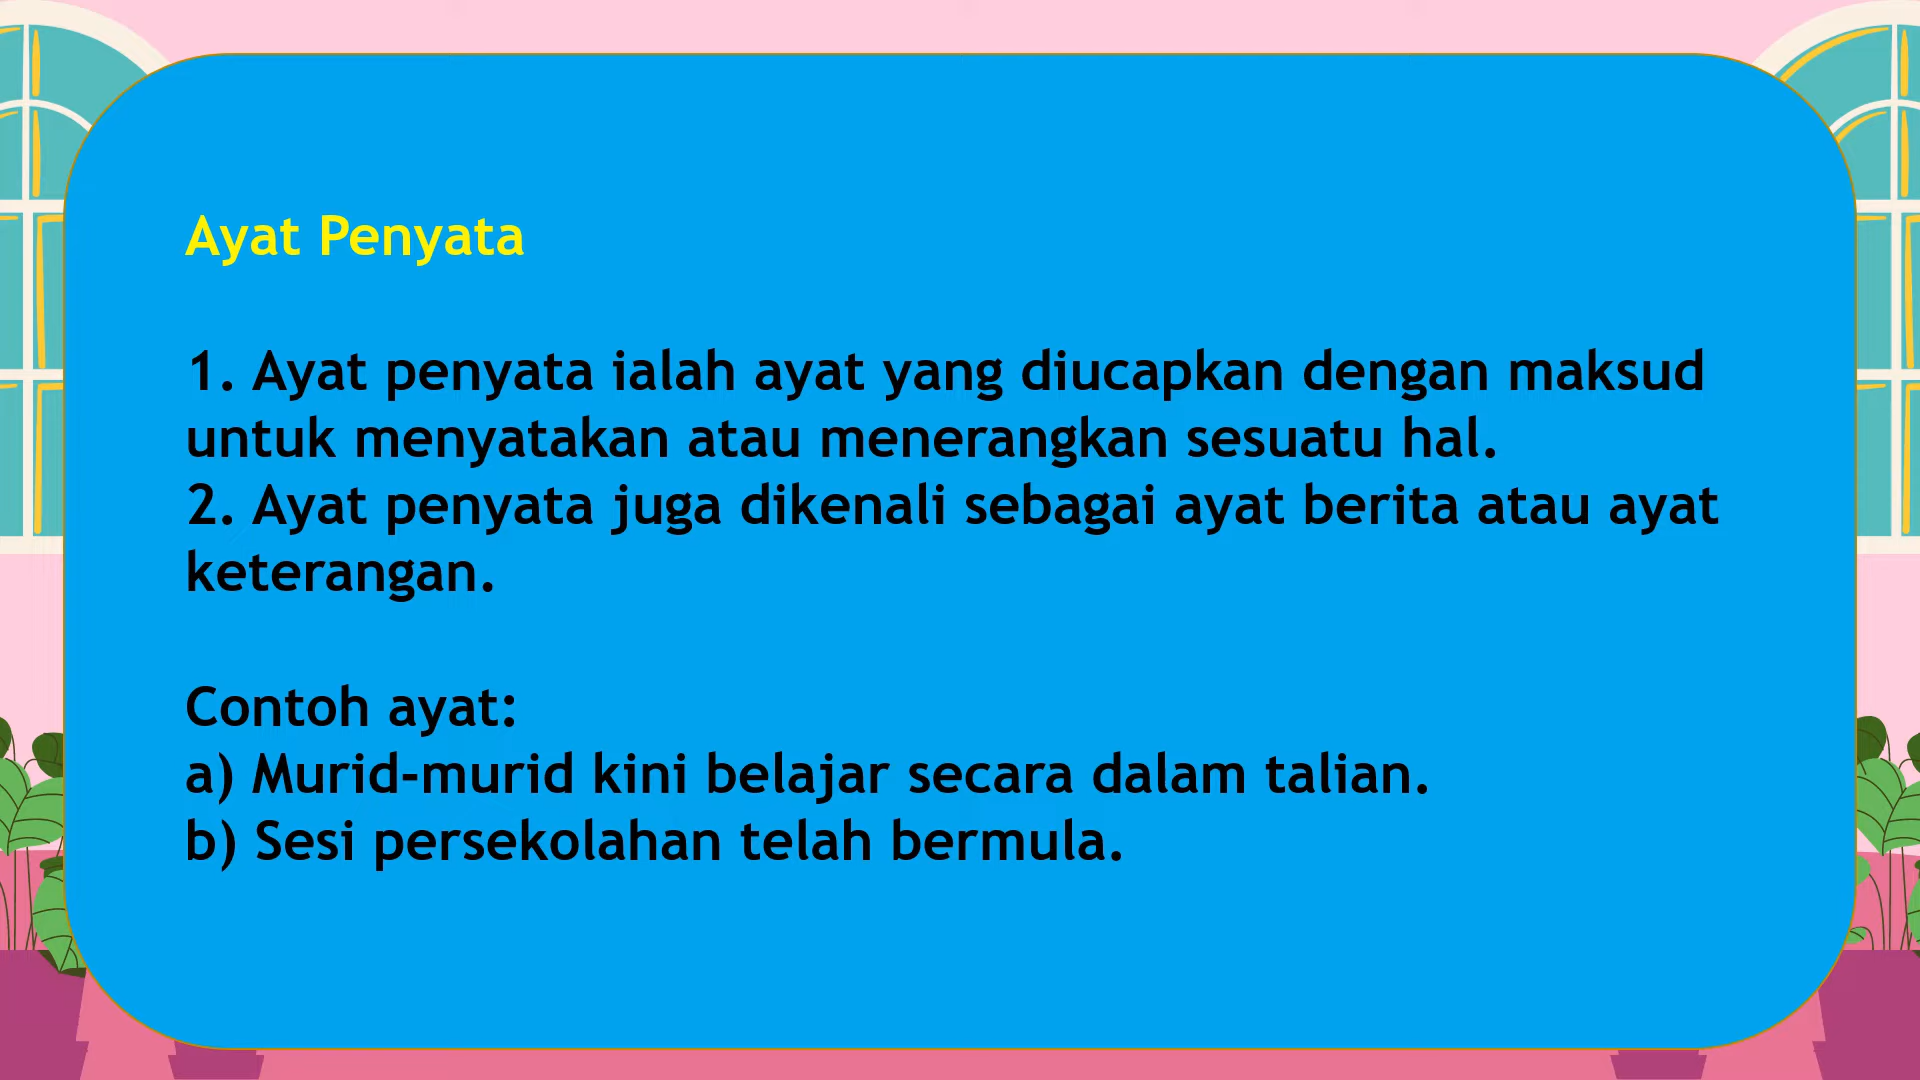 Ayat Penyata
1. Ayat penyata ialah ayat yang diucapkan dengan maksud
untuk menyatakan atau menerangkan sesuatu hal.
2. Ayat penyata juga dikenali sebagai ayat berita atau ayat
keterangan.
Contoh ayat:
a) Murid-murid kini belajar secara dalam talian.
b) Sesi persekolahan telah bermula.